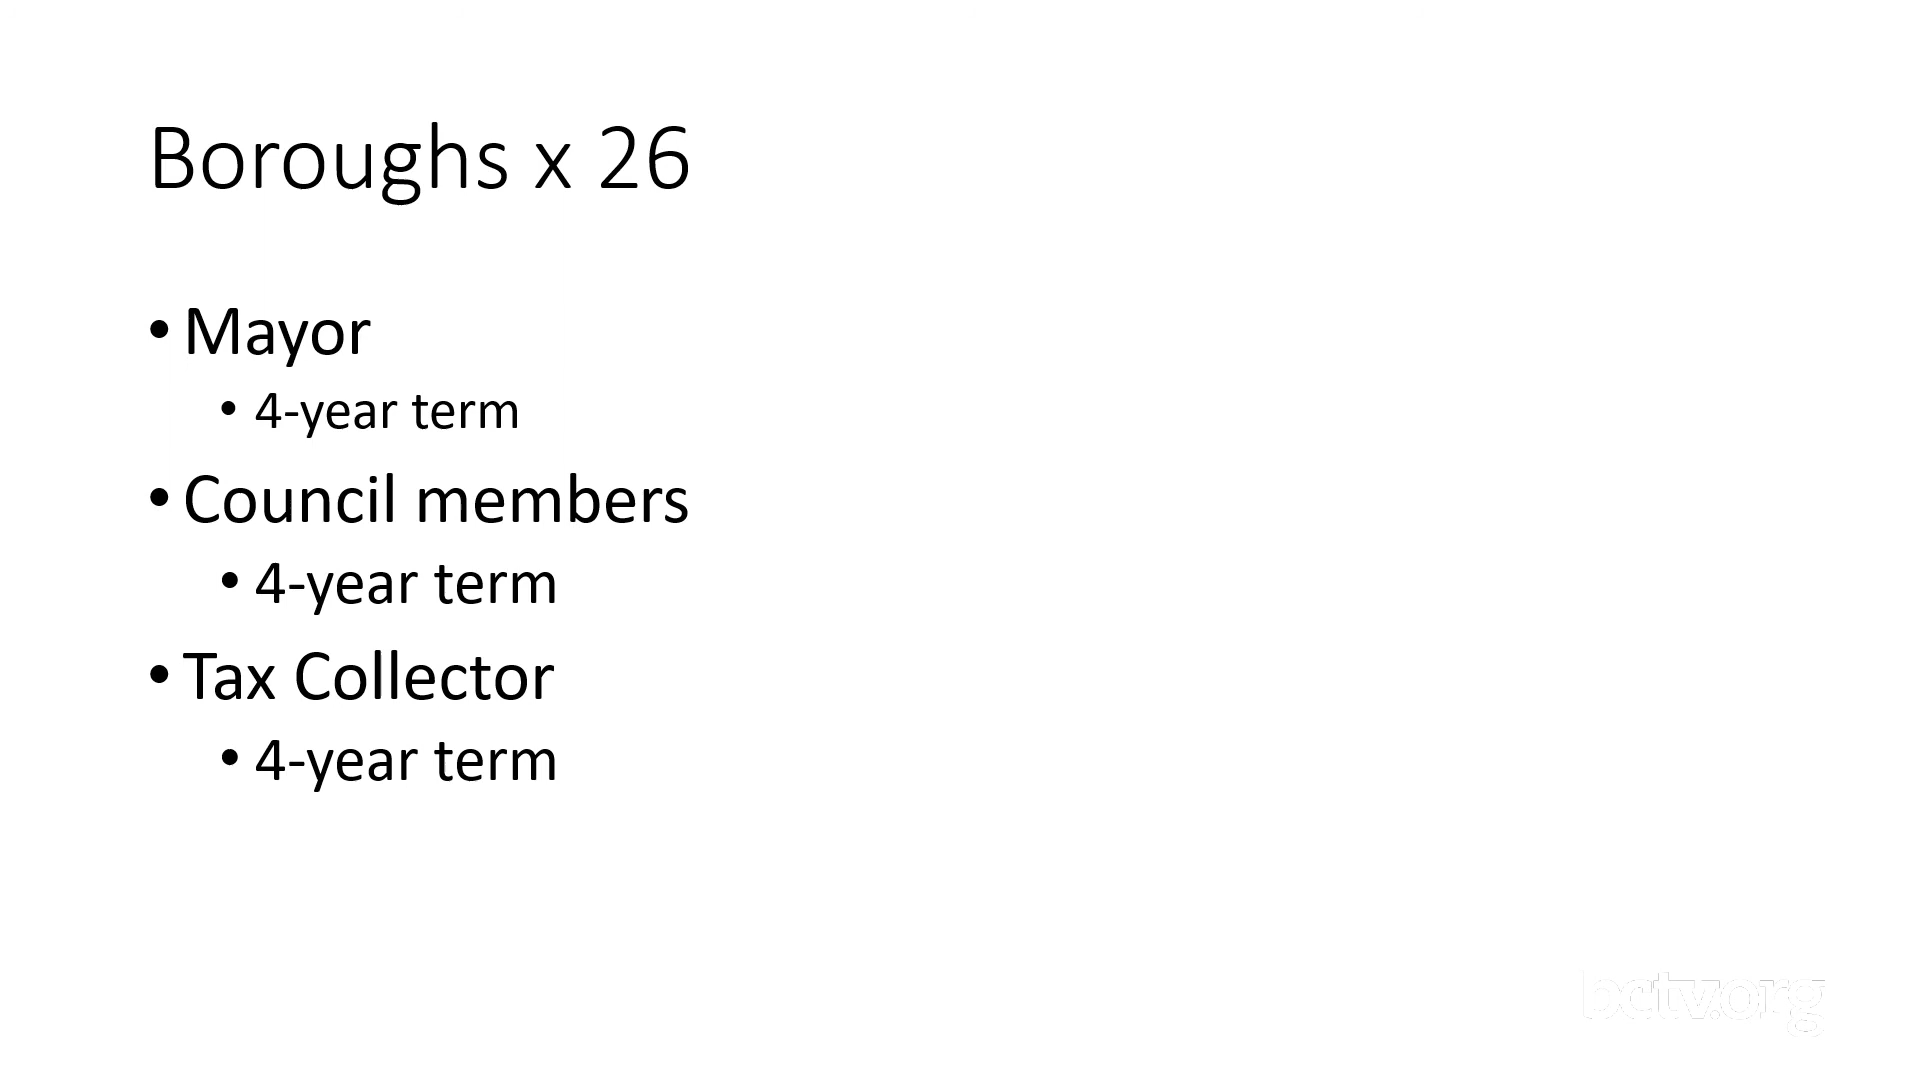 Boroughs x 26
• Mayor
• 4-year term
• Council members
• 4-year term
• Tax Collector
• 4-year term
bctv.org